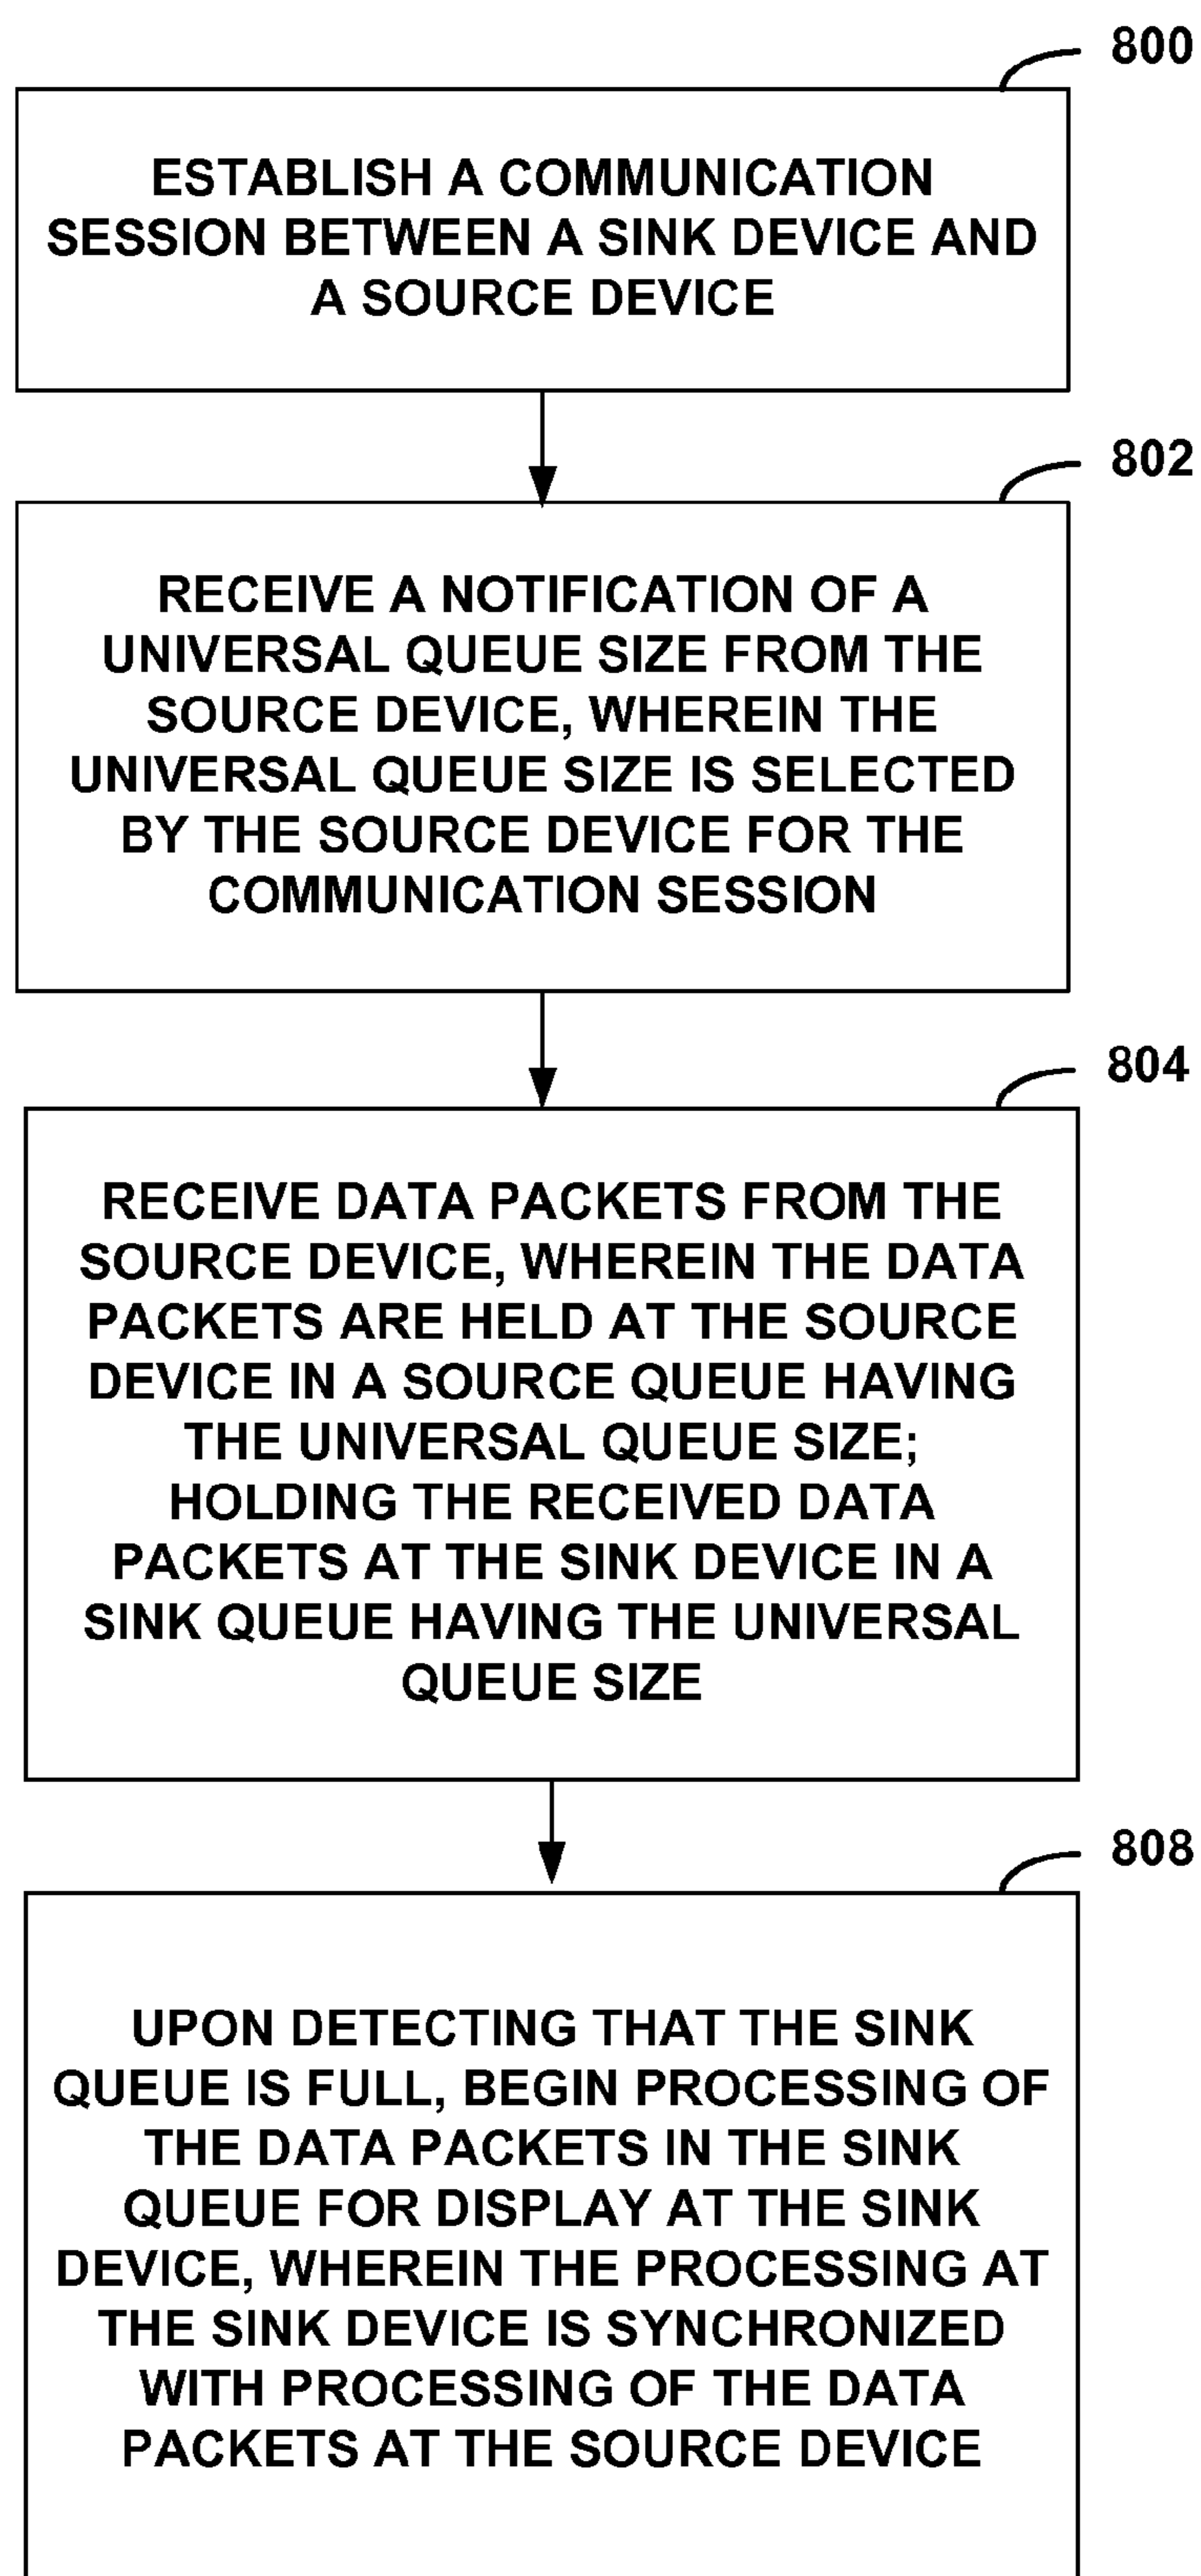 800
ESTABLISH A COMMUNICATION
SESSION BETWEEN A SINK DEVICE AND
A SOURCE DEVICE
802
RECEIVE A NOTIFICATION OF A
UNIVERSAL QUEUE SIZE FROM THE
SOURCE DEVICE, WHEREIN THE
UNIVERSAL QUEUE SIZE IS SELECTED
BY THE SOURCE DEVICE FOR THE
COMMUNICATION SESSION
804
RECEIVE DATA PACKETS FROM THE
SOURCE DEVICE, WHEREIN THE DATA
PACKETS ARE HELD AT THE SOURCE
DEVICE IN A SOURCE QUEUE HAVING
THE UNIVERSAL QUEUE SIZE;
HOLDING THE RECEIVED DATA
PACKETS AT THE SINK DEVICE IN A
SINK QUEUE HAVING THE UNIVERSAL
QUEUE SIZE
808
UPON DETECTING THAT THE SINK
QUEUE IS FULL, BEGIN PROCESSING OF
THE DATA PACKETS IN THE SINK
QUEUE FOR DISPLAY AT THE SINK
DEVICE, WHEREIN THE PROCESSING AT
THE SINK DEVICE IS SYNCHRONIZED
WITH PROCESSING OF THE DATA
PACKETS AT THE SOURCE DEVICE